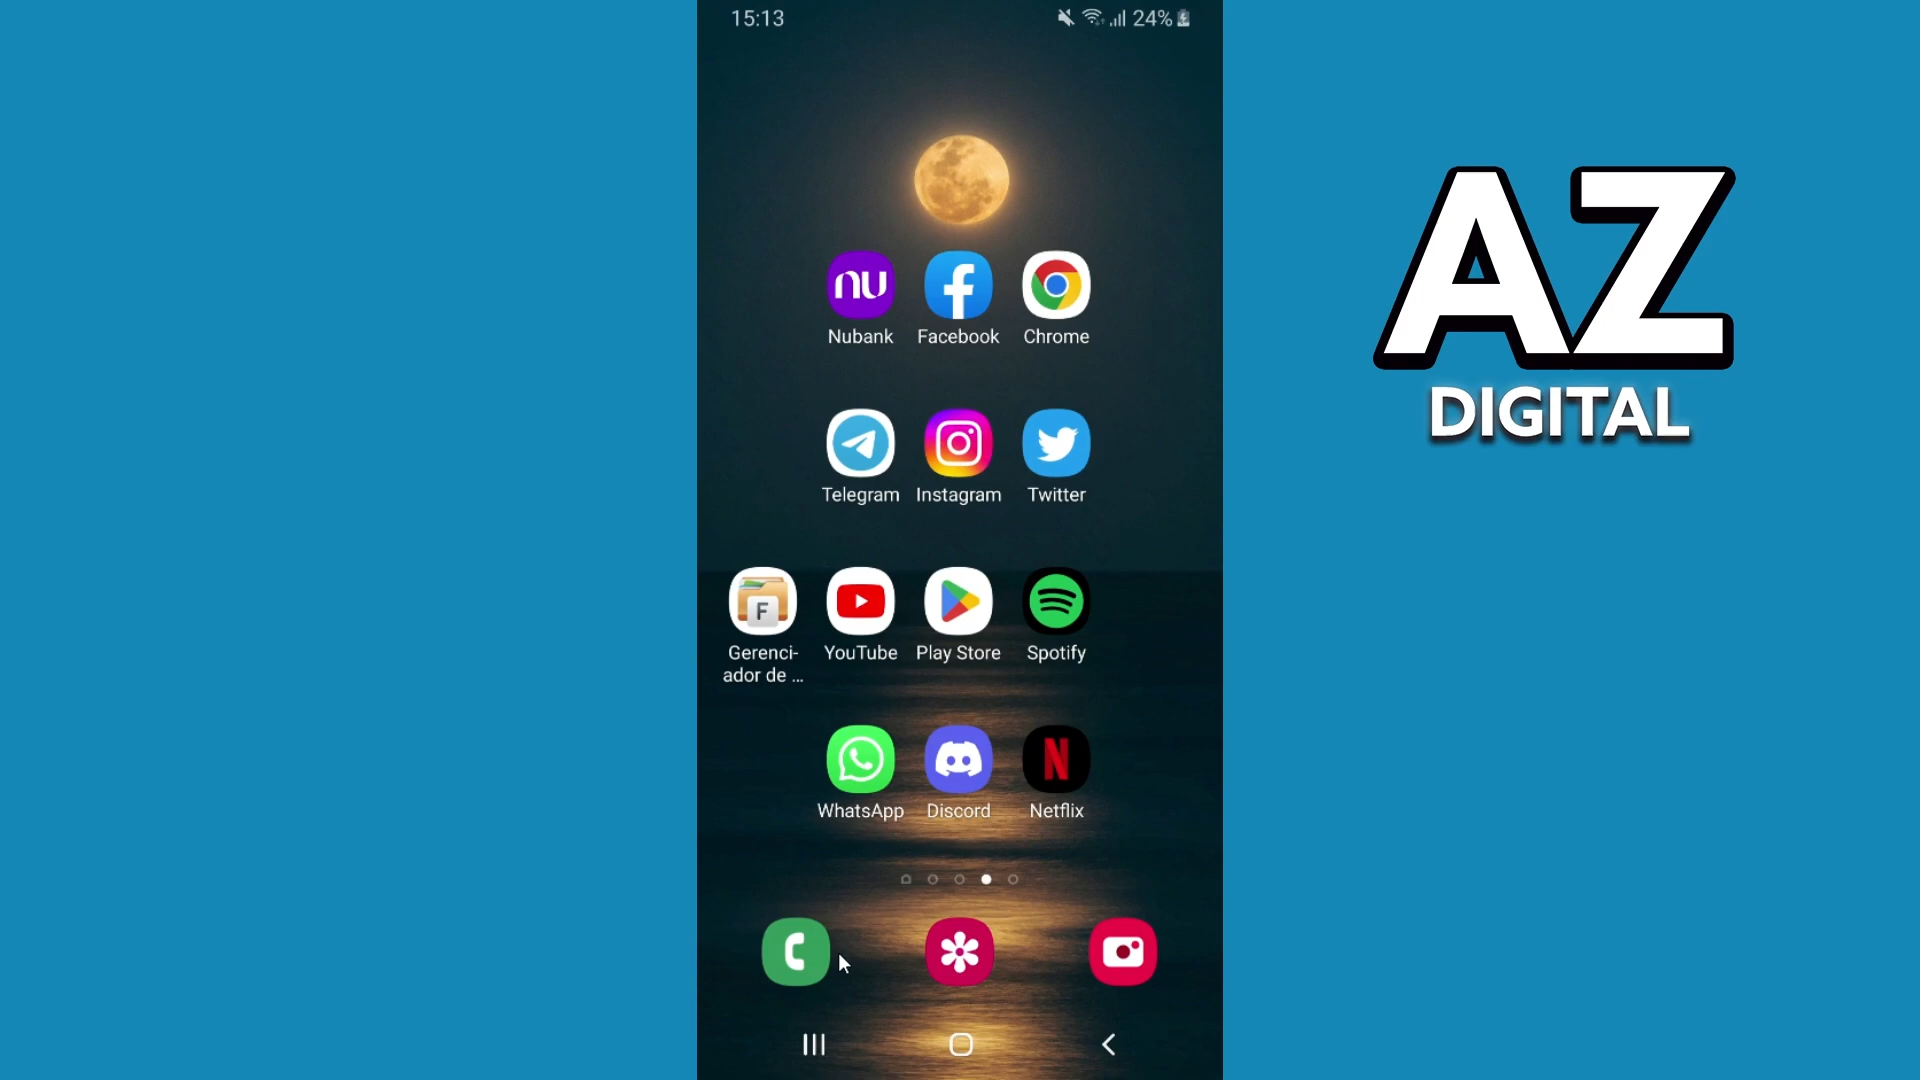 15:13
24%
nu
Nubank
Facebook
Chrome
AZ
DIGITAL
Telegram
Instagram
Twitter
F
Gerenci-
ador de ...
YouTube
Play Store
Spotify
N
WhatsApp
Discord
Netflix